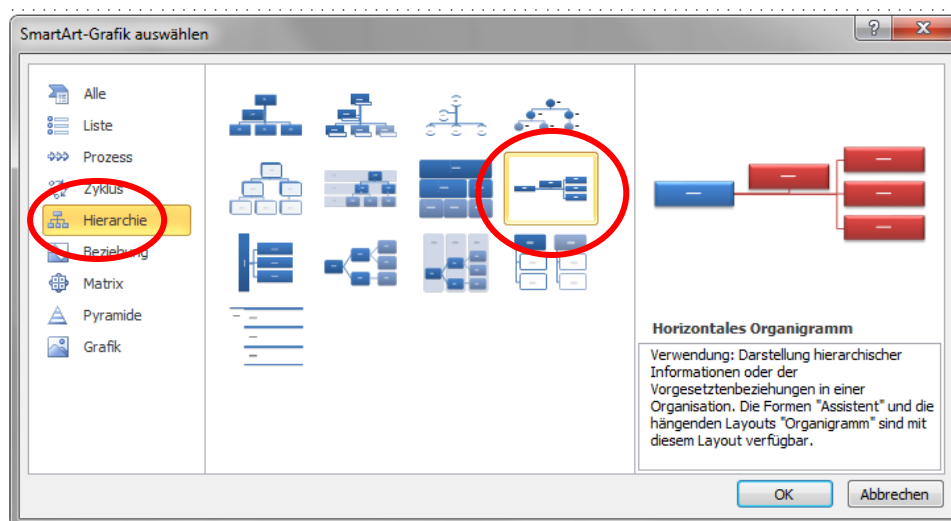 SmartArt-Grafik auswählen
Alle
Liste
Prozess
Zyklus
Hierarchie
Beziehung
Matrix
Pyramide
Grafik
Horizontales Organigramm
Verwendung: Darstellung hierarchischer
Informationen oder der
Vorgesetztenbeziehungen in einer
Organisation. Die Formen "Assistent" und die
hängenden Layouts "Organigramm" sind mit
diesem Layout verfügbar.
OK
Abbrechen